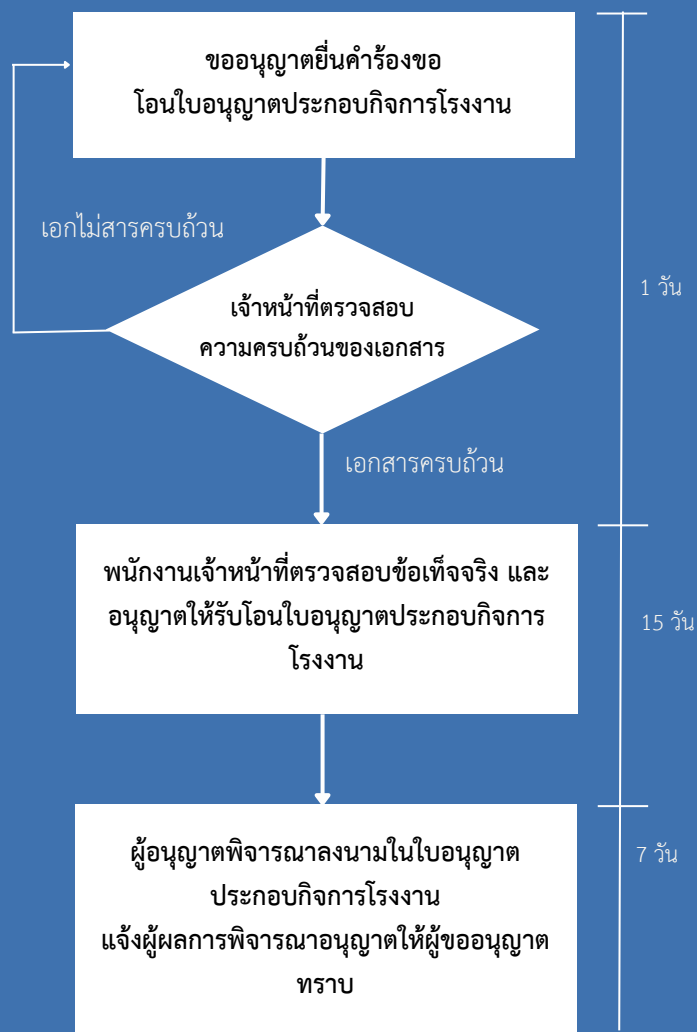 ขออนุญาตยื่นคำร้องขอ
โอนใบอนุญาตประกอบกิจการโรงงาน
เอกไม่สารครบถ้วน
เจ้าหน้าที่ตรวจสอบ
ความครบถ้วนของเอกสาร
1 วัน
เอกสารครบถ้วน
พนักงานเจ้าหน้าที่ตรวจสอบข้อเท็จจริง และ
อนุญาตให้รับโอนใบอนุญาตประกอบกิจการ
โรงงาน
15 วัน
ผู้อนุญาตพิจารณาลงนามในใบอนุญาต
ประกอบกิจการโรงงาน
แจ้งผู้ผลการพิจารณาอนุญาตให้ผู้ขออนุญาต
ทราบ
7 วัน